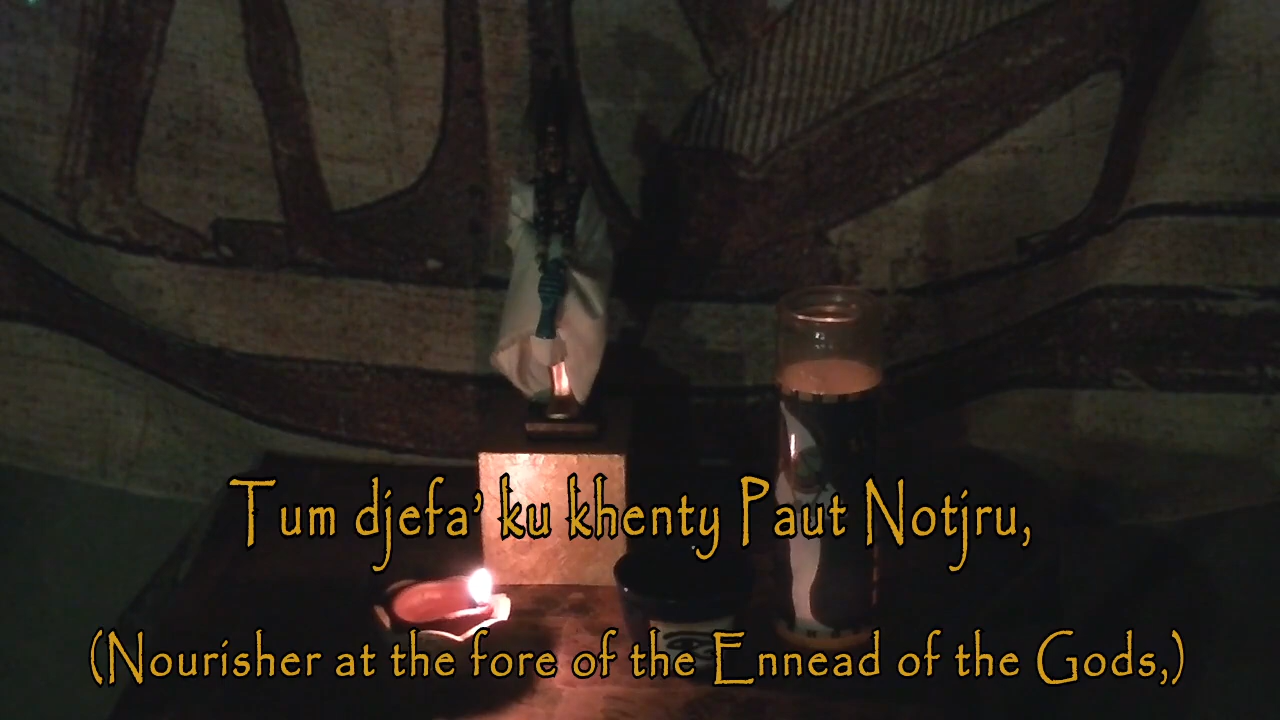 Tum djefa’ ku khenty Paut Notjru,
(Nourisher at the fore of the Ennead of the Gods,)